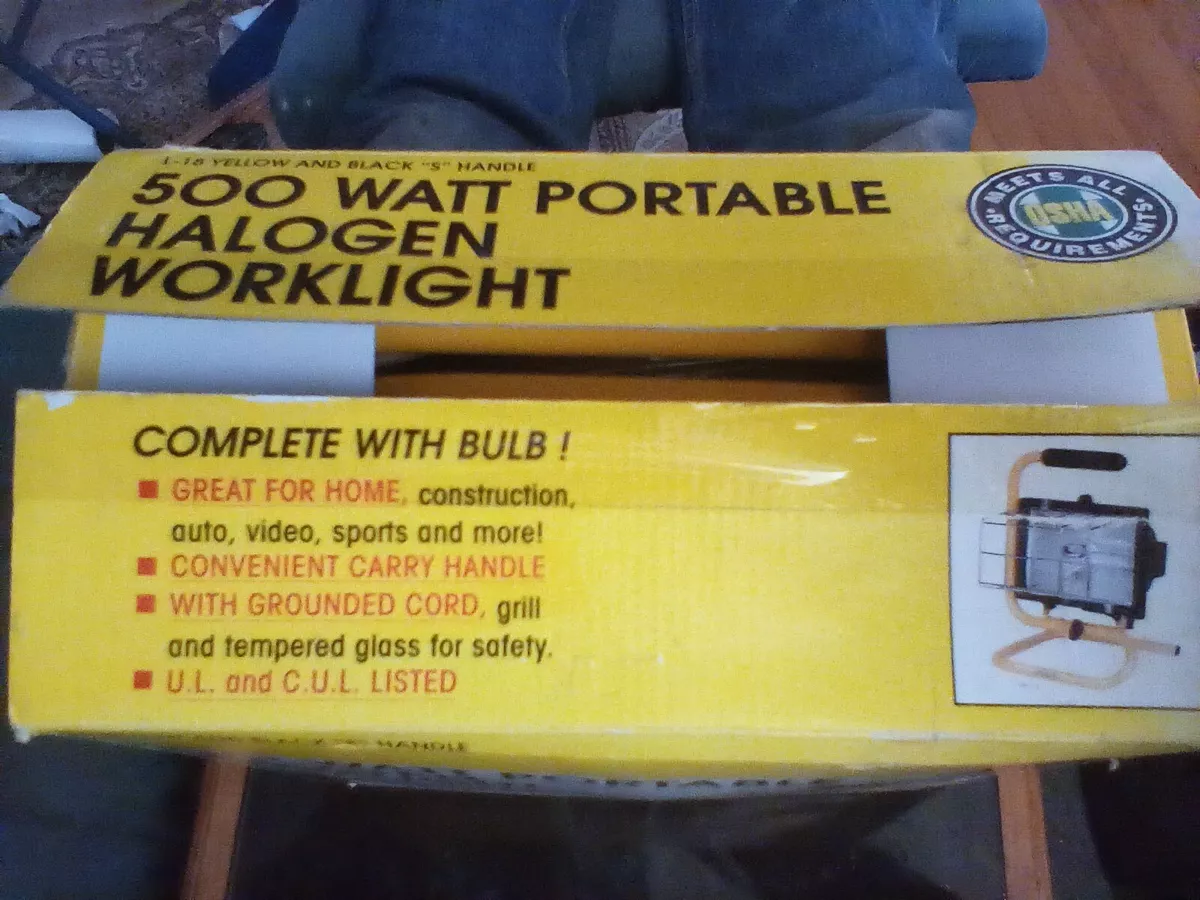 L-18 YELLOW AND BLACK "S" HANDLE
500 WATT PORTABLE
HALOGEN
WORKLIGHT
MEETS ALL
OSHA
REQUIREMENTS
COMPLETE WITH BULB !
GREAT FOR HOME, construction,
auto, video, sports and more!
CONVENIENT CARRY HANDLE
WITH GROUNDED CORD, grill
and tempered glass for safety.
U.L. and C.U.L. LISTED
HANDLE